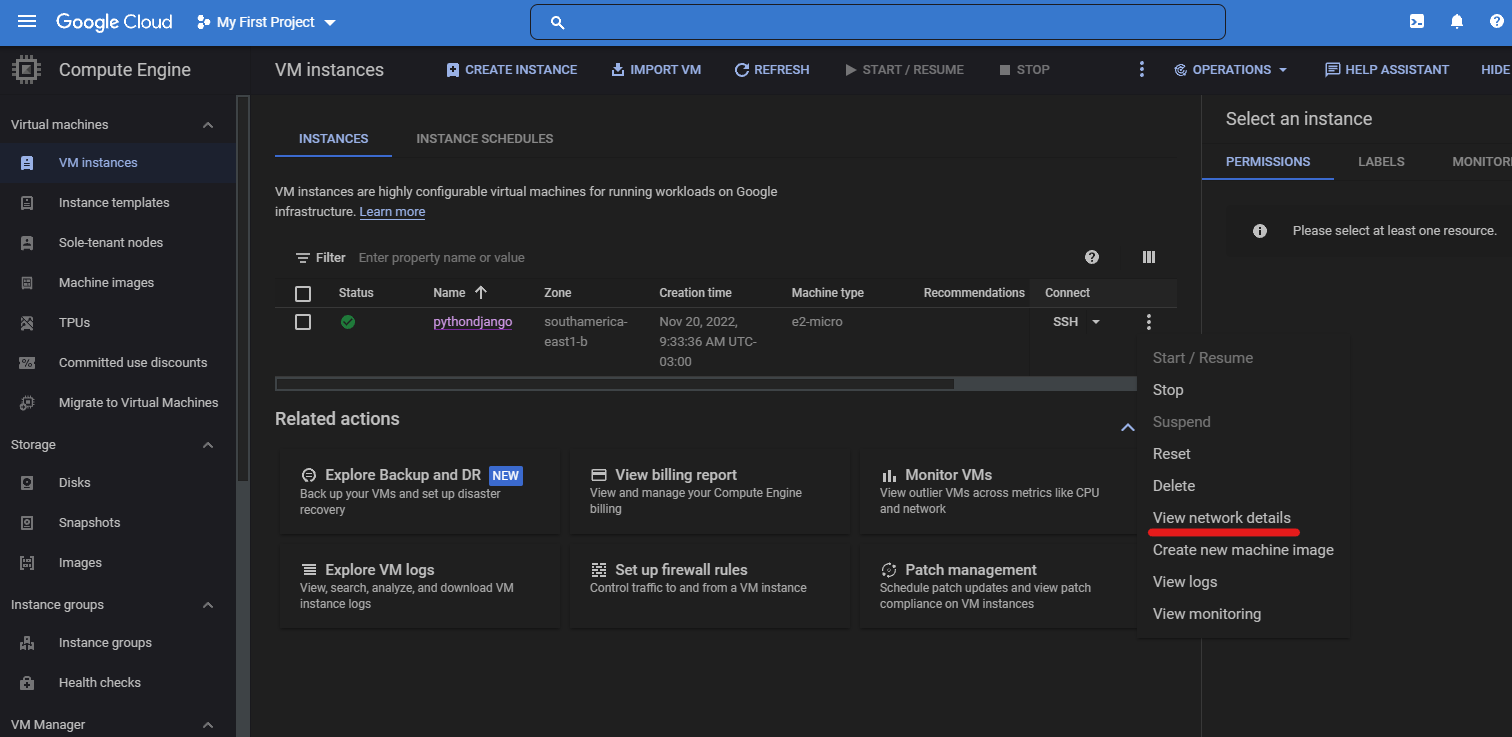 Google Cloud My First Project
Compute Engine
VM instances CREATE INSTANCE IMPORT VM REFRESH START / RESUME STOP OPERATIONS HELP ASSISTANT HIDE
Virtual machines
VM instances
Instance templates
Sole-tenant nodes
Machine images
TPUs
Committed use discounts
Migrate to Virtual Machines
Storage
Disks
Snapshots
Images
Instance groups
Instance groups
Health checks
VM Manager
INSTANCES INSTANCE SCHEDULES
VM instances are highly configurable virtual machines for running workloads on Google
infrastructure. Learn more
Filter Enter property name or value
Status Name Zone Creation time Machine type Recommendations Connect
pythondjango southamerica- Nov 20, 2022, e2-micro SSH
east1-b 9:33:36 AM UTC-
03:00
Related actions
Explore Backup and DR NEW
Back up your VMs and set up disaster
recovery
View billing report
View and manage your Compute Engine
billing
Monitor VMs
View outlier VMs across metrics like CPU
and network
Explore VM logs
View, search, analyze, and download VM
instance logs
Set up firewall rules
Control traffic to and from a VM instance
Patch management
Schedule patch updates and view patch
compliance on VM instances
Start / Resume
Stop
Suspend
Reset
Delete
View network details
Create new machine image
View logs
View monitoring
Select an instance
PERMISSIONS LABELS MONITORI
Please select at least one resource.